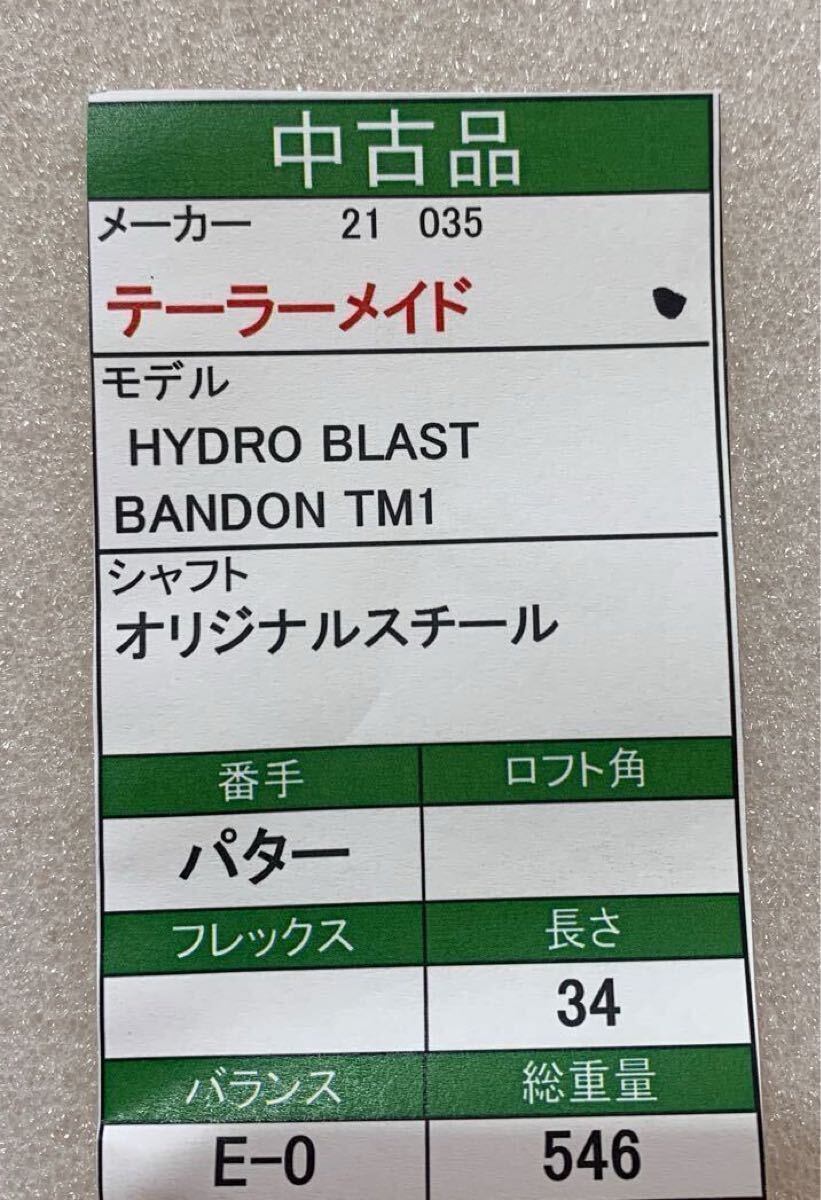 中古品
メーカー 21 035
テーラーメイド
モデル
HYDRO BLAST
BANDON TM1
シャフト
オリジナルスチール
番手 ロフト角
パター
フレックス 長さ
34
バランス 総重量
E-0 546